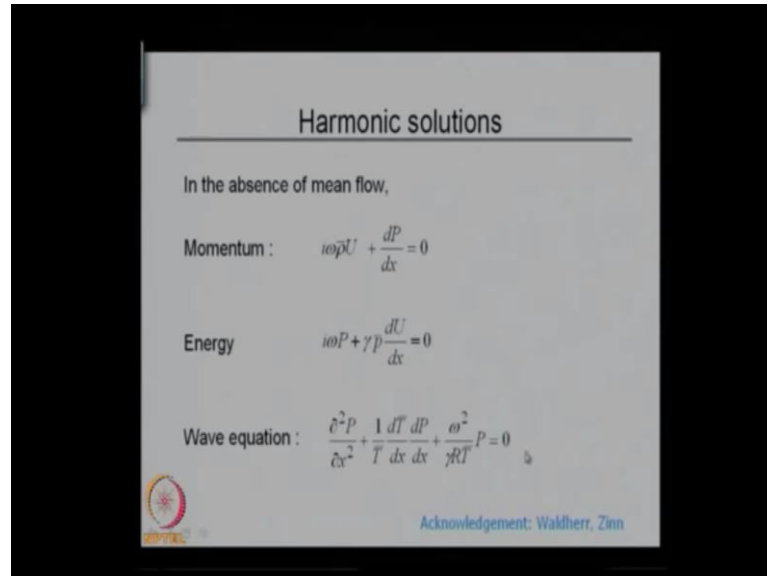 Harmonic solutions
In the absence of mean flow,
Momentum : iωρ̄U + dP/dx = 0
Energy iωP + γp̄ dU/dx = 0
Wave equation : ∂²P/∂x² + 1/T̄ dT̄/dx dP/dx + ω²/γRT̄ P = 0
NPTEL
Acknowledgement: Waldherr, Zinn